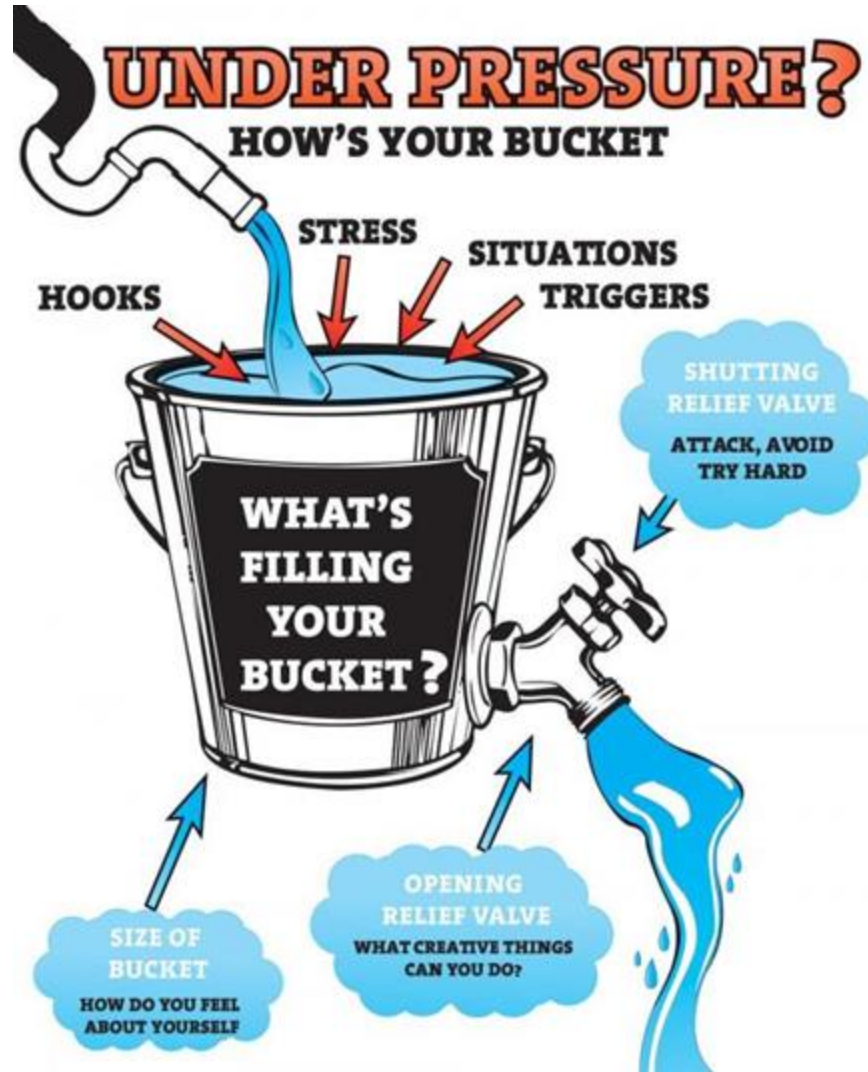 UNDER PRESSURE?
HOW'S YOUR BUCKET
STRESS
SITUATIONS
HOOKS
TRIGGERS
SHUTTING
RELIEF VALVE
ATTACK, AVOID
TRY HARD
WHAT'S
FILLING
YOUR
BUCKET?
OPENING
RELIEF VALVE
WHAT CREATIVE THINGS
CAN YOU DO?
SIZE OF
BUCKET
HOW DO YOU FEEL
ABOUT YOURSELF